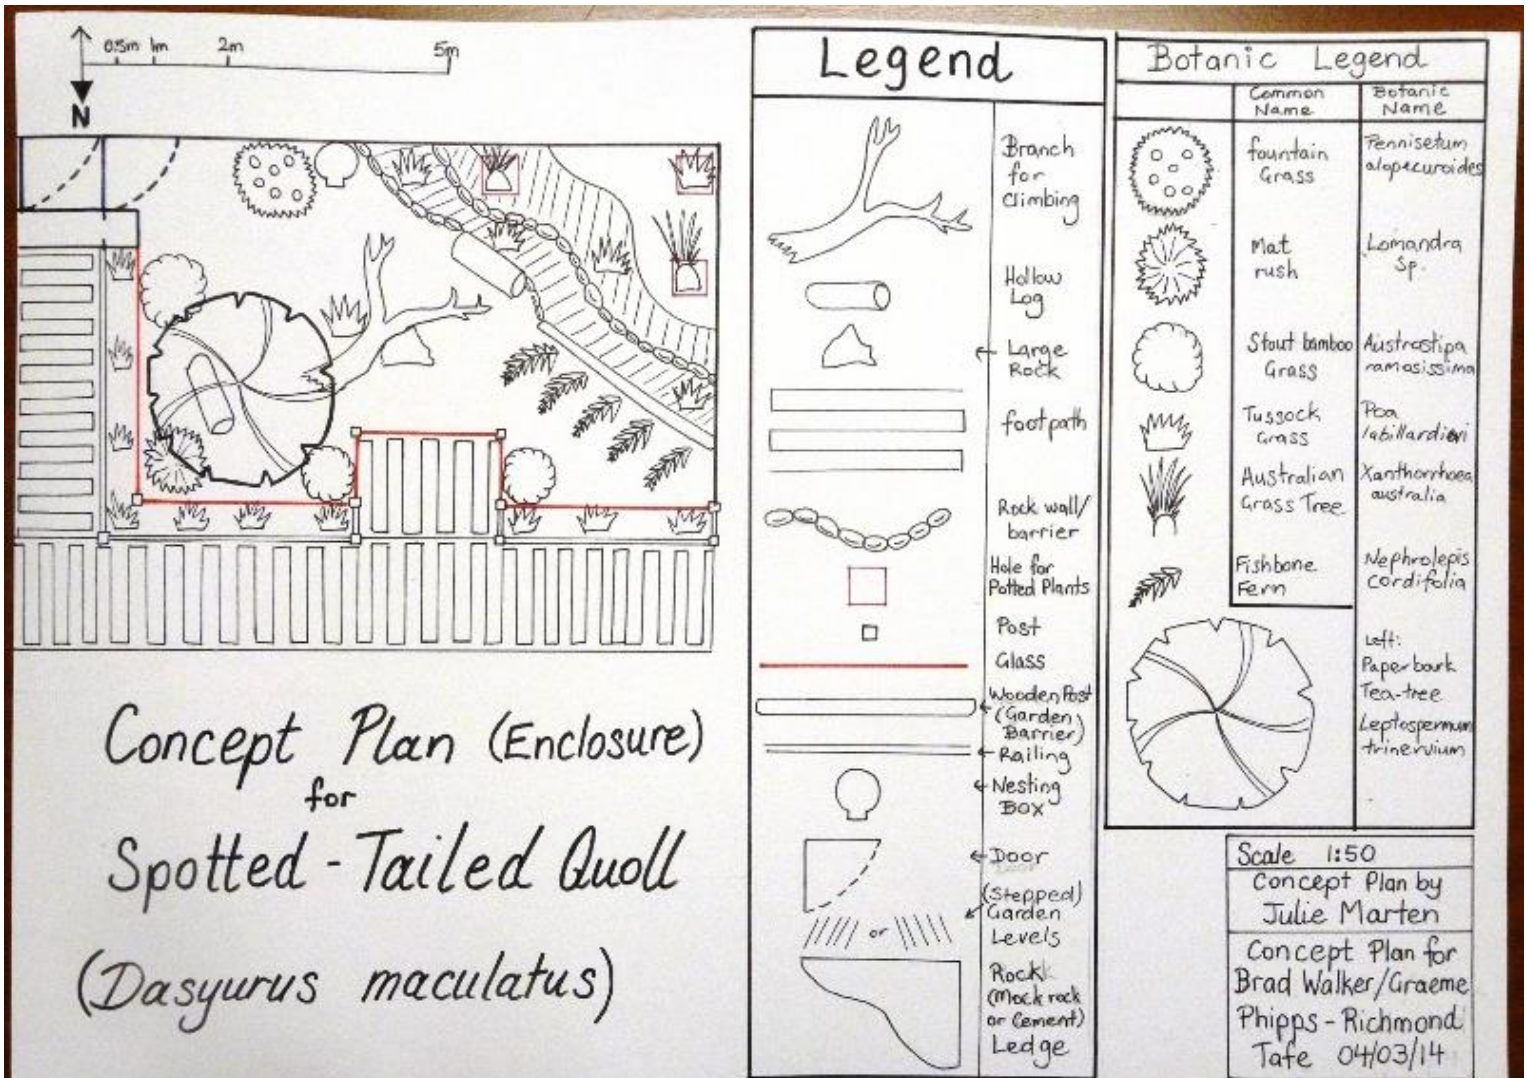 0.5m 1m 2m 5m
N
Concept Plan (Enclosure)
for
Spotted-Tailed Quoll
(Dasyurus maculatus)
Legend
Branch
for
Climbing
Hollow
Log
Large
Rock
footpath
Rock wall/
barrier
Hole for
Potted Plants
Post
Glass
Wooden Post
(Garden
Barrier)
Railing
Nesting
Box
Door
(Stepped)
Garden
Levels
or
Rock
(Mock rock
or Cement)
Ledge
Botanic Legend
Common
Name
Botanic
Name
fountain
Grass
Pennisetum
alopecuroides
Mat
rush
Lomandra
Sp.
Stout bamboo
Grass
Austrostipa
ramosissima
Tussock
Grass
Poa
labillardieri
Australian
Grass Tree
Xanthorrhoea
australia
Fishbone
Fern
Nephrolepis
cordifolia
Left:
Paperbark
Tea-tree
Leptospermum
trinervium
Scale 1:50
Concept Plan by
Julie Marten
Concept Plan for
Brad Walker/Graeme
Phipps - Richmond
Tafe 04/03/14